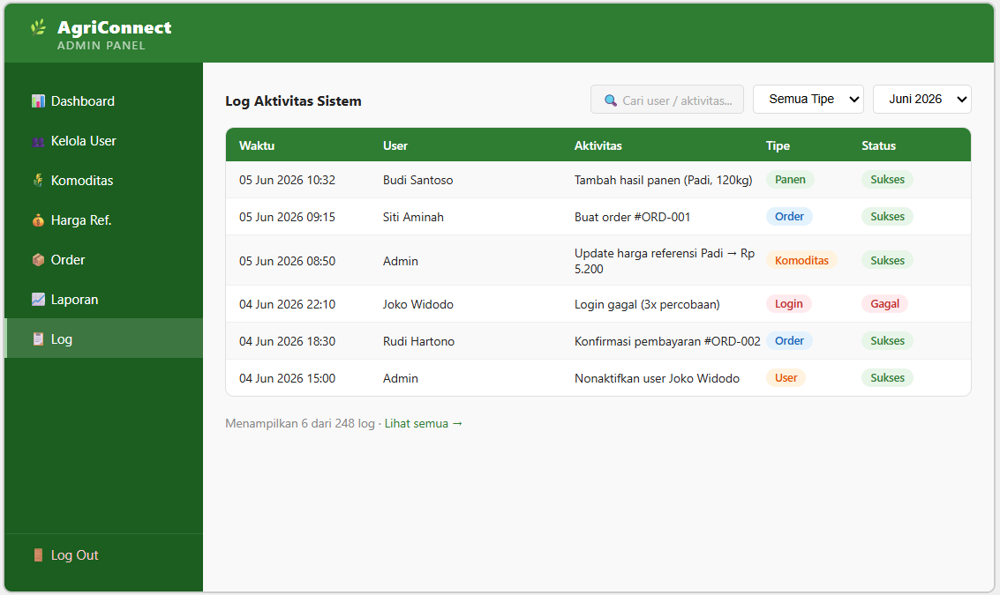 AgriConnect
ADMIN PANEL
Dashboard
Kelola User
Komoditas
Harga Ref.
Order
Laporan
Log
Log Out
Log Aktivitas Sistem
Cari user / aktivitas...
Semua Tipe
Juni 2026
Waktu User Aktivitas Tipe Status
05 Jun 2026 10:32 Budi Santoso Tambah hasil panen (Padi, 120kg) Panen Sukses
05 Jun 2026 09:15 Siti Aminah Buat order #ORD-001 Order Sukses
05 Jun 2026 08:50 Admin Update harga referensi Padi → Rp
5.200 Komoditas Sukses
04 Jun 2026 22:10 Joko Widodo Login gagal (3x percobaan) Login Gagal
04 Jun 2026 18:30 Rudi Hartono Konfirmasi pembayaran #ORD-002 Order Sukses
04 Jun 2026 15:00 Admin Nonaktifkan user Joko Widodo User Sukses
Menampilkan 6 dari 248 log · Lihat semua →